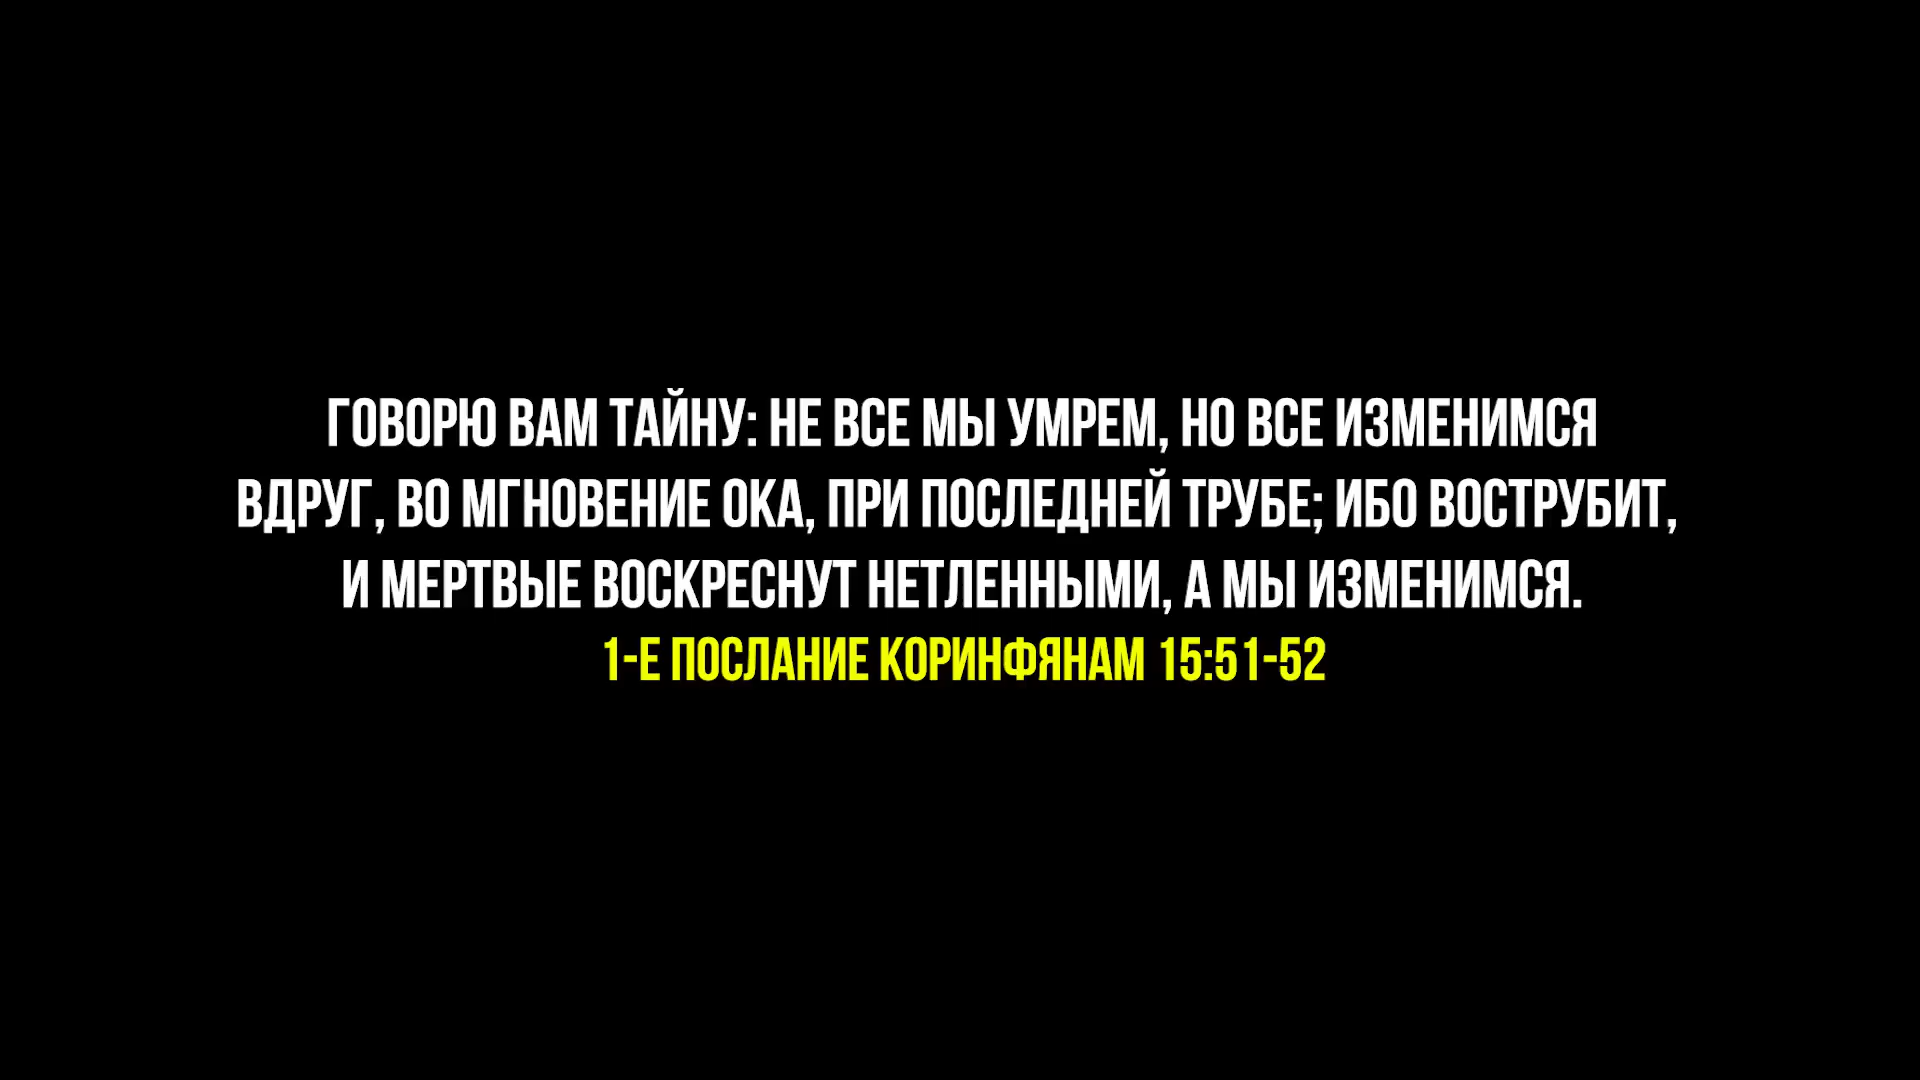 ГОВОРЮ ВАМ ТАЙНУ: НЕ ВСЕ МЫ УМРЕМ, НО ВСЕ ИЗМЕНИМСЯ
ВДРУГ, ВО МГНОВЕНИЕ ОКА, ПРИ ПОСЛЕДНЕЙ ТРУБЕ; ИБО ВОСТРУБИТ,
И МЕРТВЫЕ ВОСКРЕСНУТ НЕТЛЕННЫМИ, А МЫ ИЗМЕНИМСЯ.
1-Е ПОСЛАНИЕ КОРИНФЯНАМ 15:51-52